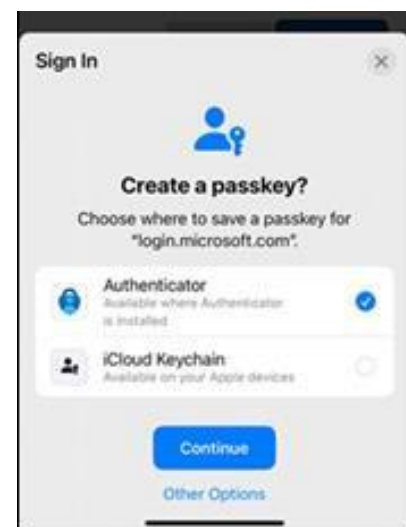 Sign In
Create a passkey?
Choose where to save a passkey for
"login.microsoft.com".
Authenticator
Available where Authenticator
is installed
iCloud Keychain
Available on your Apple devices
Continue
Other Options